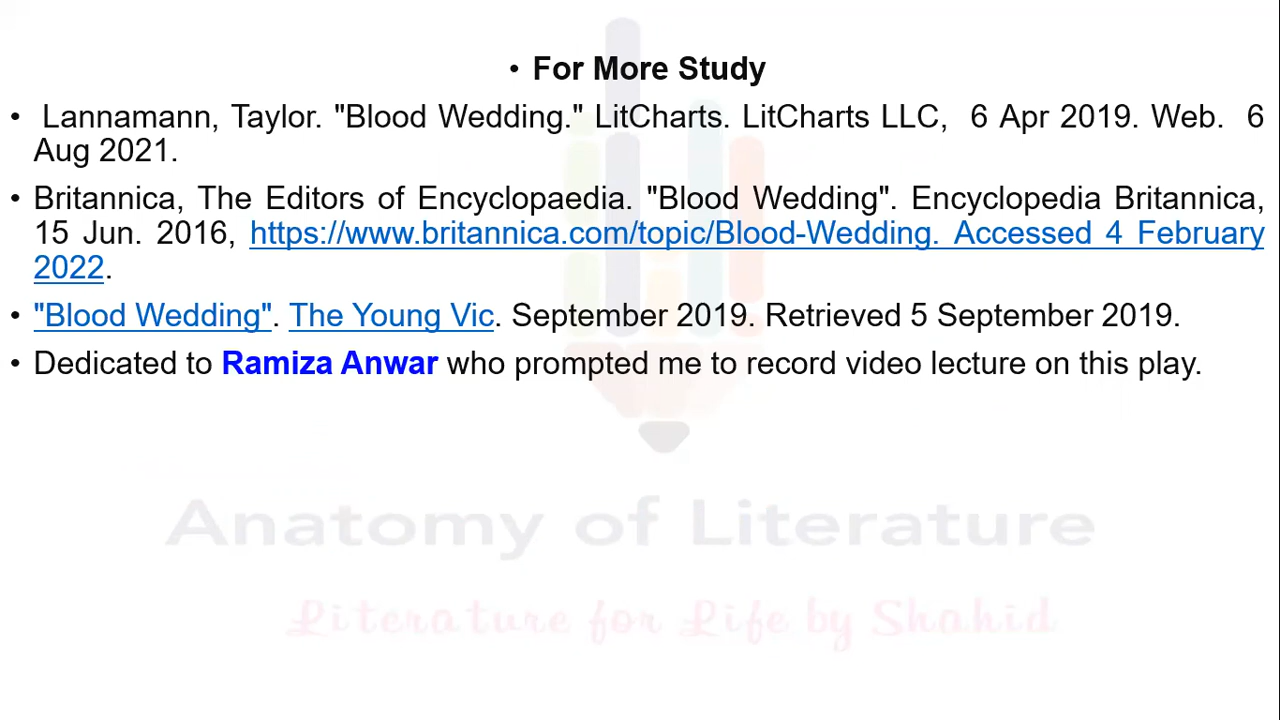 • For More Study
• Lannamann, Taylor. "Blood Wedding." LitCharts. LitCharts LLC, 6 Apr 2019. Web. 6
Aug 2021.
• Britannica, The Editors of Encyclopaedia. "Blood Wedding". Encyclopedia Britannica,
15 Jun. 2016, https://www.britannica.com/topic/Blood-Wedding. Accessed 4 February
2022.
• "Blood Wedding". The Young Vic. September 2019. Retrieved 5 September 2019.
• Dedicated to Ramiza Anwar who prompted me to record video lecture on this play.
Anatomy of Literature
Literature for Life by Shahid